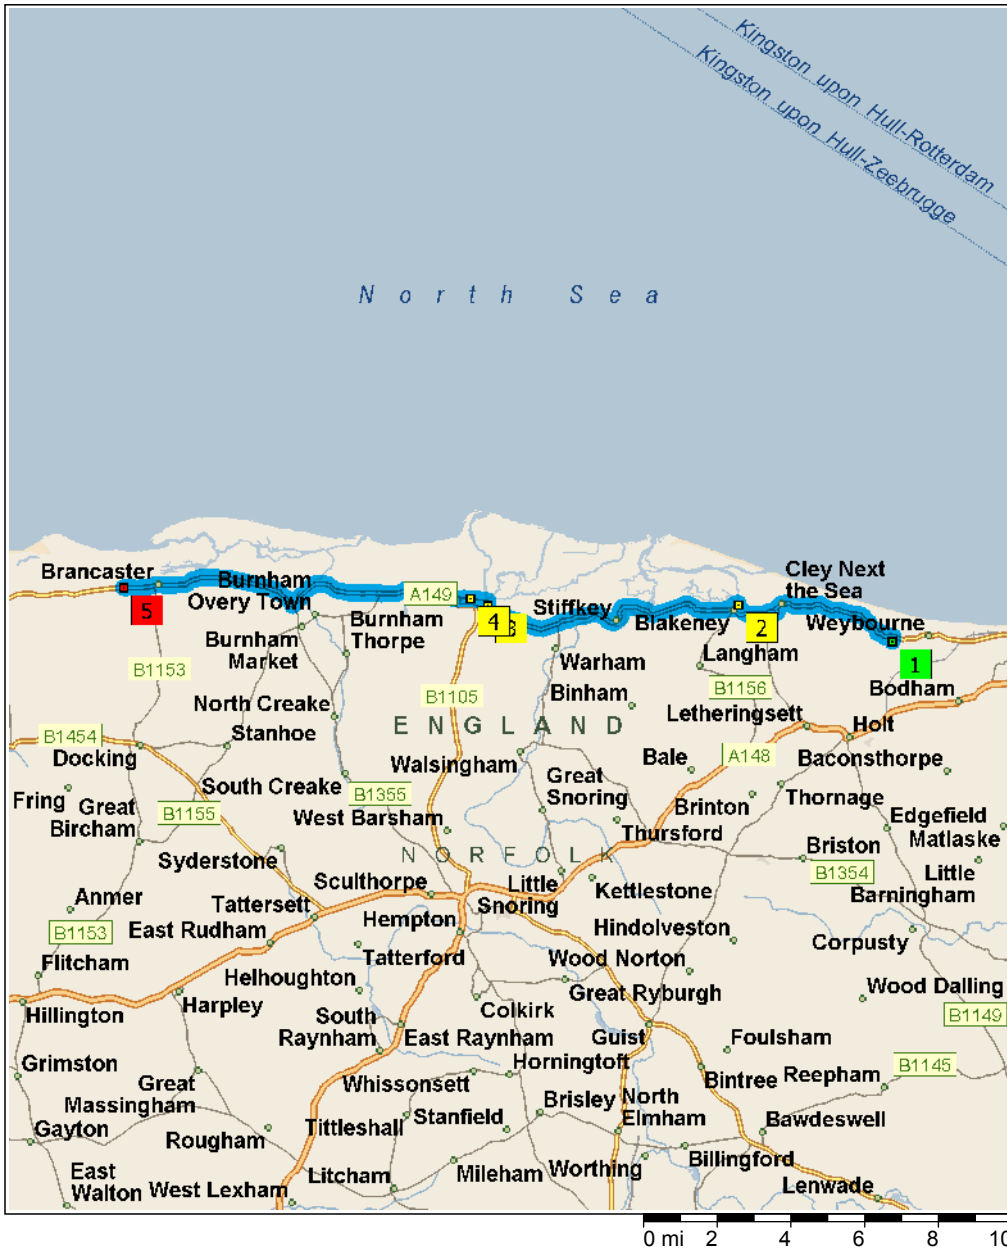 Kingston upon Hull-Rotterdam
Kingston upon Hull-Zeebrugge
North Sea
Brancaster
Burnham
Overy Town
A149
Cley Next
the Sea
5
4
3
Stiffkey
Blakeney
2
Weybourne
1
Burnham
Market
Burnham
Thorpe
Warham
Langham
B1153
Binham
B1156
Bodham
North Creake
B1105
Letheringsett
Holt
ENGLAND
B1454
Stanhoe
Docking
Walsingham
Bale
A148
Baconsthorpe
Fring
Great
Bircham
South Creake
B1355
Great
Snoring
Brinton
Thornage
B1155
West Barsham
Thursford
Edgefield
Matlaske
Syderstone
NORFOLK
Briston
B1354
Little
Barningham
Anmer
Sculthorpe
Little
Snoring
Kettlestone
Tattersett
B1153
East Rudham
Hempton
Hindolveston
Corpusty
Flitcham
Tatterford
Wood Norton
Helhoughton
Great Ryburgh
Wood Dalling
Hillington
Harpley
Colkirk
B1149
South
Raynham
East Raynham
Guist
Foulsham
Grimston
Horningtoft
B1145
Great
Massingham
Whissonsett
Bintree
Reepham
Gayton
Rougham
Tittleshall
Stanfield
Brisley
North
Elmham
Bawdeswell
East
Walton
West Lexham
Litcham
Mileham
Worthing
Billingford
Lenwade
0 mi 2 4 6 8 10